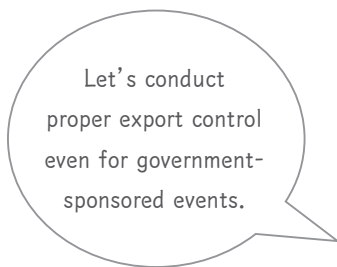 Let's conduct
proper export control
even for government-
sponsored events.